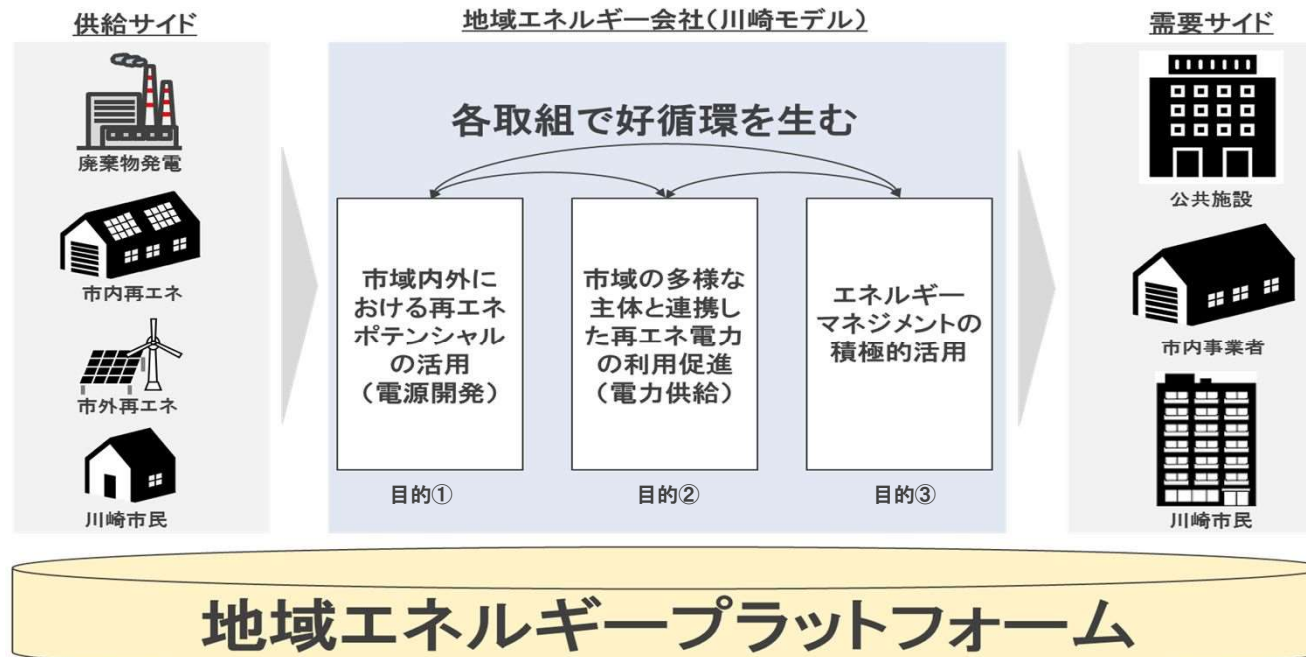 供給サイド
廃棄物発電
市内再エネ
市外再エネ
川崎市民
地域エネルギー会社(川崎モデル)
各取組で好循環を生む
市域内外に
おける再エネ
ポテンシャル
の活用
(電源開発)
目的①
市域の多様な
主体と連携し
た再エネ電力
の利用促進
(電力供給)
目的②
エネルギー
マネジメントの
積極的活用
目的③
需要サイド
公共施設
市内事業者
川崎市民
地域エネルギープラットフォーム